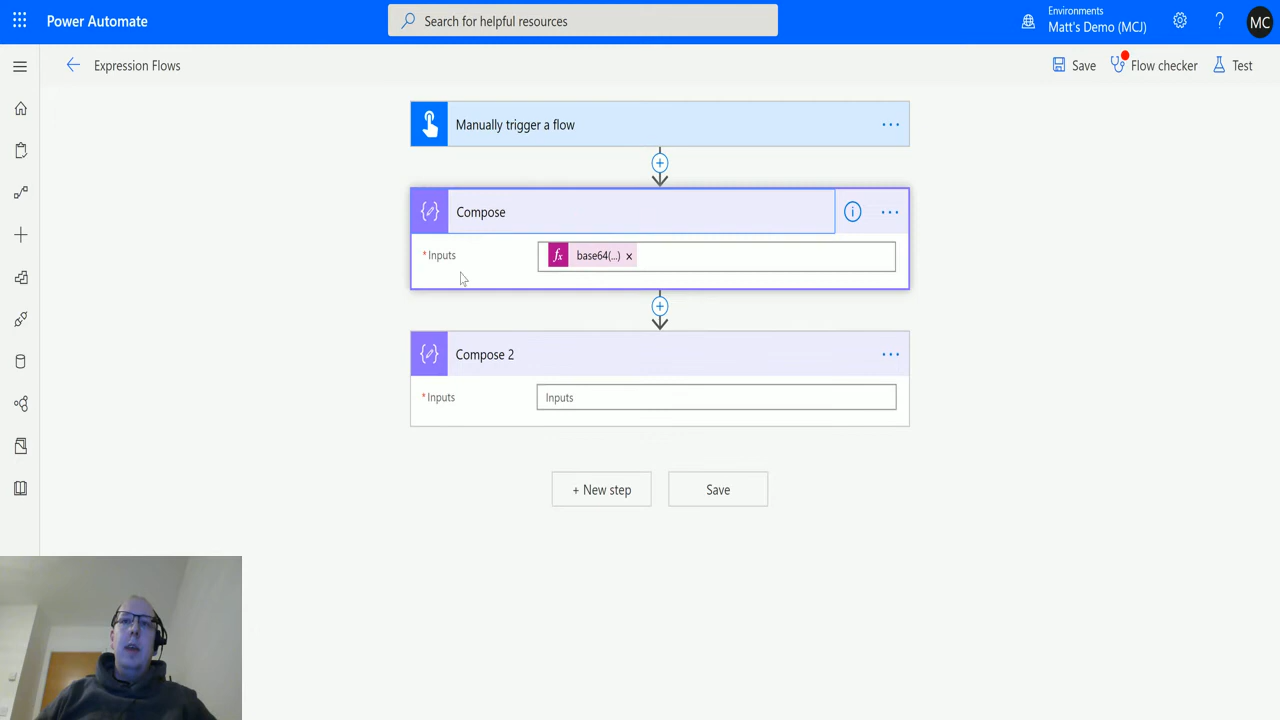 Power Automate
Search for helpful resources
Environments
Matt's Demo (MCJ)
?
MC
Expression Flows
Save
Flow checker
Test
Manually trigger a flow
Compose
* Inputs
fx base64(...) ×
Compose 2
* Inputs
Inputs
+ New step
Save